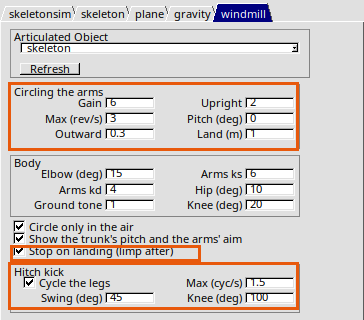 skeletonsim skeleton plane gravity windmill
Articulated Object
skeleton
Refresh
Circling the arms
Gain 6 Upright 2
Max (rev/s) 3 Pitch (deg) 0
Outward 0.3 Land (m) 1
Body
Elbow (deg) 15 Arms ks 6
Arms kd 4 Hip (deg) 10
Ground tone 1 Knee (deg) 20
Circle only in the air
Show the trunk's pitch and the arms' aim
Stop on landing (limp after)
Hitch kick
Cycle the legs Max (cyc/s) 1.5
Swing (deg) 45 Knee (deg) 100